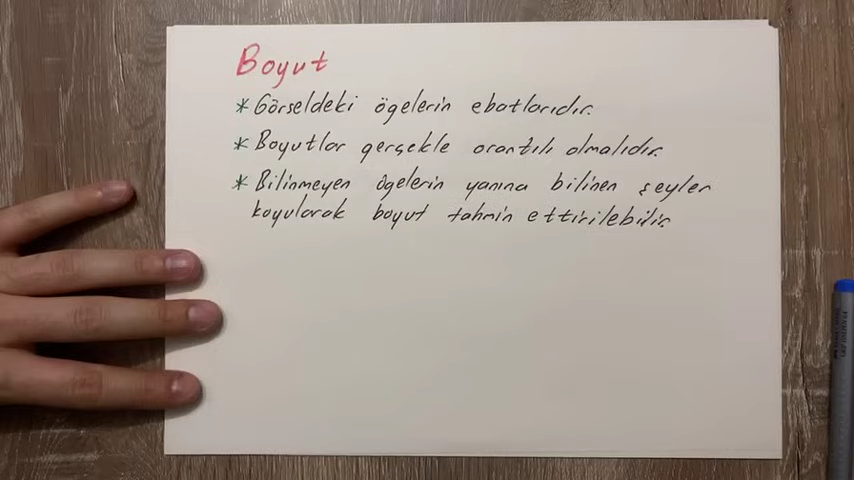 Boyut
* Görseldeki ögelerin ebatlarıdır.
* Boyutlar gerçekle orantılı olmalıdır.
* Bilinmeyen ögelerin yanına bilinen şeyler
koyularak boyut tahmin ettirilebilir.